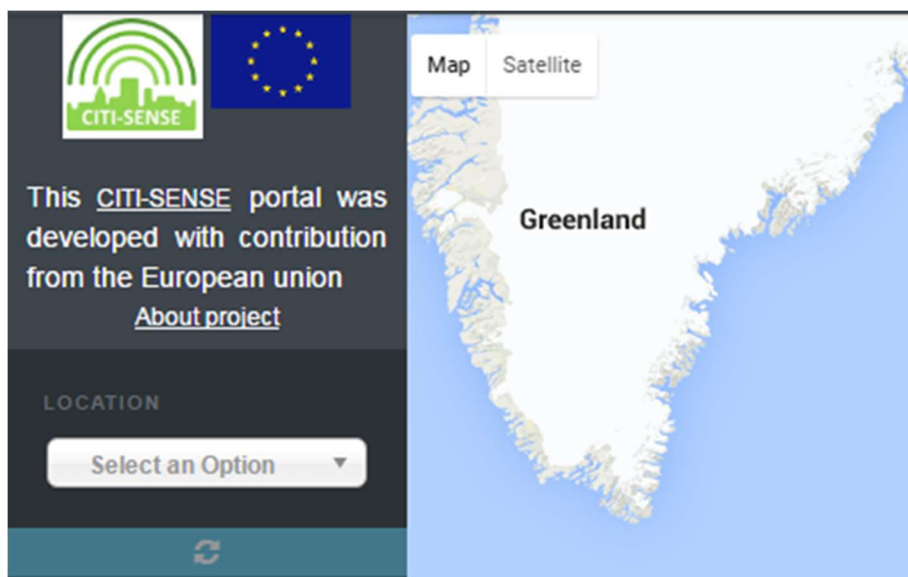 CITI-SENSE
This CITI-SENSE portal was
developed with contribution
from the European union
About project
LOCATION
Select an Option
Map Satellite
Greenland